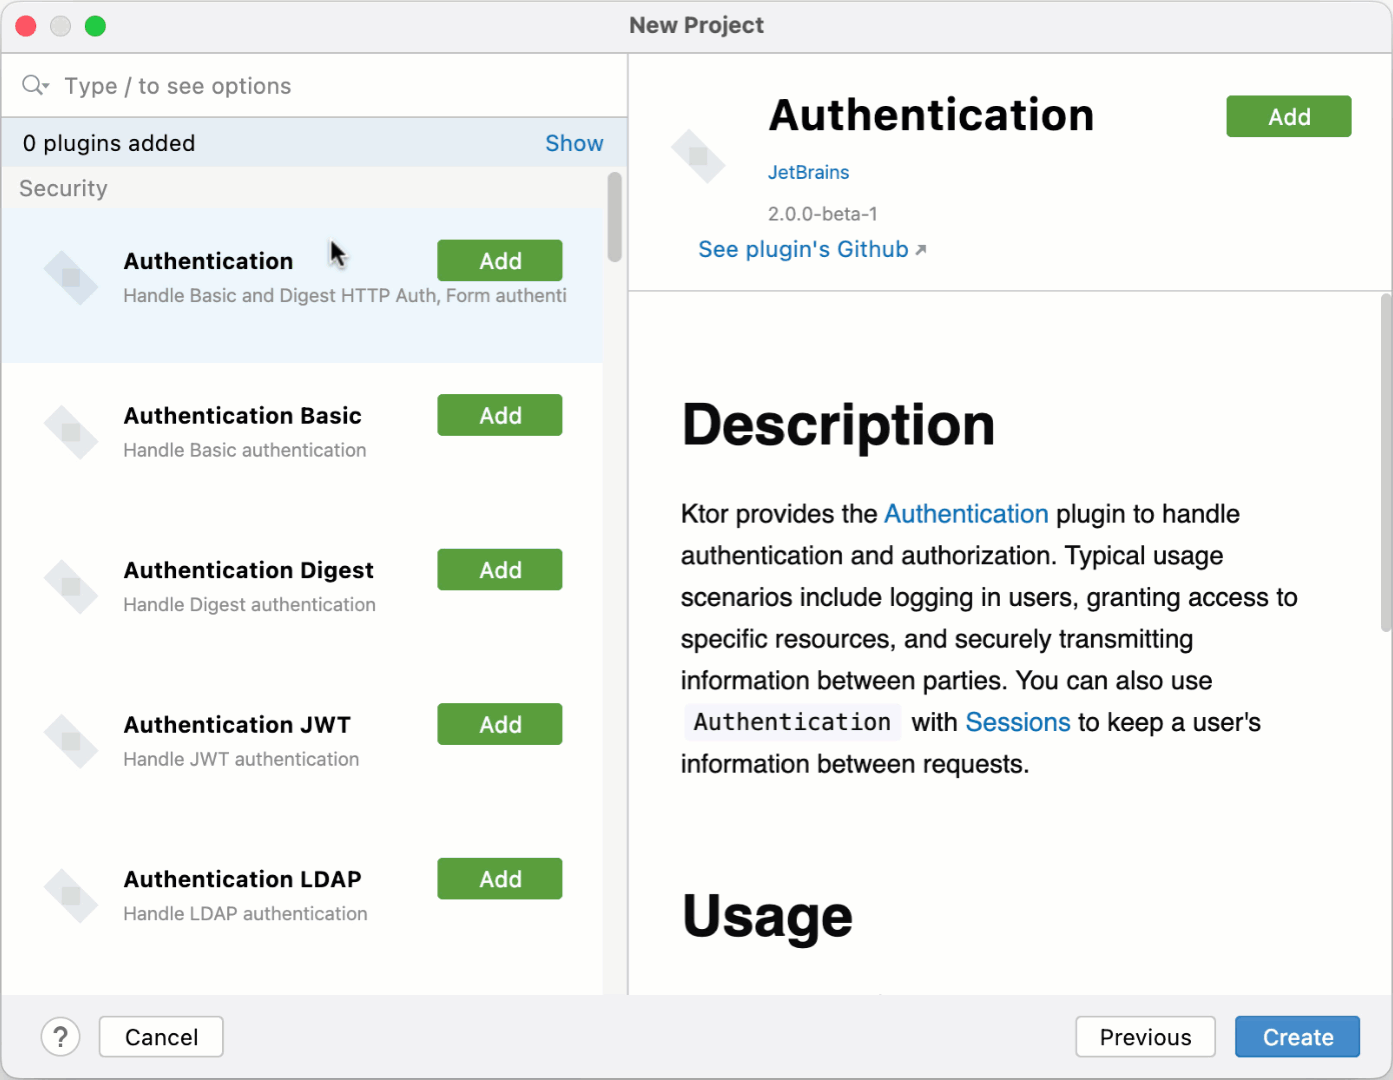 New Project
Type / to see options
0 plugins added
Show
Security
Authentication
Add
Handle Basic and Digest HTTP Auth, Form authenti
Authentication Basic
Add
Handle Basic authentication
Authentication Digest
Add
Handle Digest authentication
Authentication JWT
Add
Handle JWT authentication
Authentication LDAP
Add
Handle LDAP authentication
Authentication
Add
JetBrains
2.0.0-beta-1
See plugin's Github ↗
Description
Ktor provides the Authentication plugin to handle
authentication and authorization. Typical usage
scenarios include logging in users, granting access to
specific resources, and securely transmitting
information between parties. You can also use
Authentication with Sessions to keep a user's
information between requests.
Usage
?
Cancel
Previous
Create